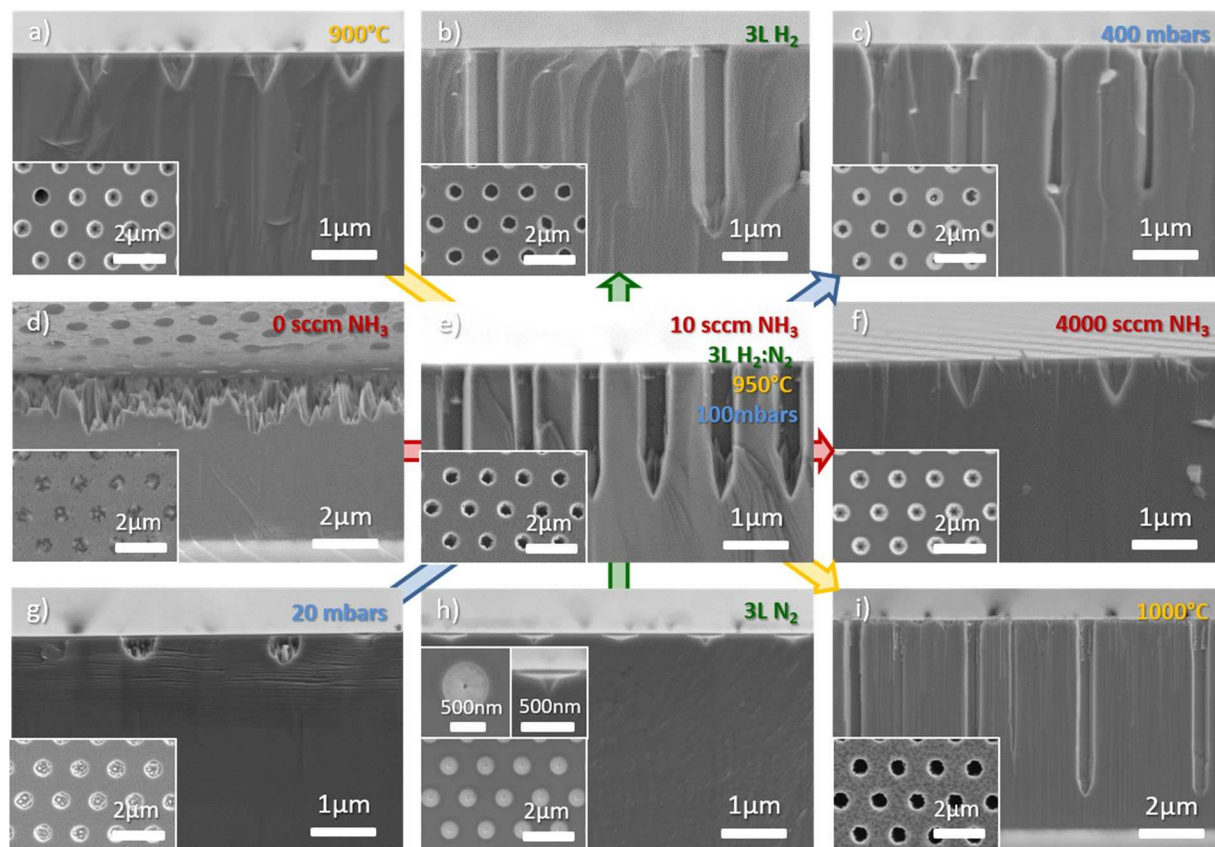 a)
900°C
2µm
1µm
b)
3L H₂
2µm
1µm
c)
400 mbars
2µm
1µm
d)
0 sccm NH₃
2µm
2µm
e)
10 sccm NH₃
3L H₂:N₂
950°C
100mbars
2µm
1µm
f)
4000 sccm NH₃
2µm
1µm
g)
20 mbars
2µm
1µm
h)
3L N₂
500nm
500nm
2µm
1µm
i)
1000°C
2µm
2µm